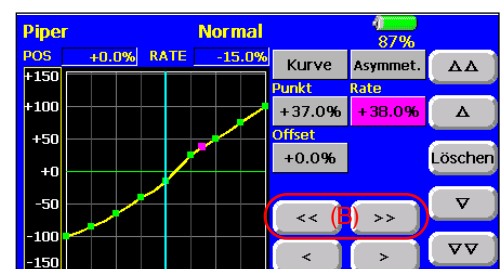 Piper Normal 87%
POS +0.0% RATE -15.0%
Kurve Asymmet. △△
+150
Punkt Rate
+100
+37.0% +38.0% △
+50
Offset
+0.0% Löschen
+0
-50
<< (B) >> ▽
-100
-150
< > ▽▽